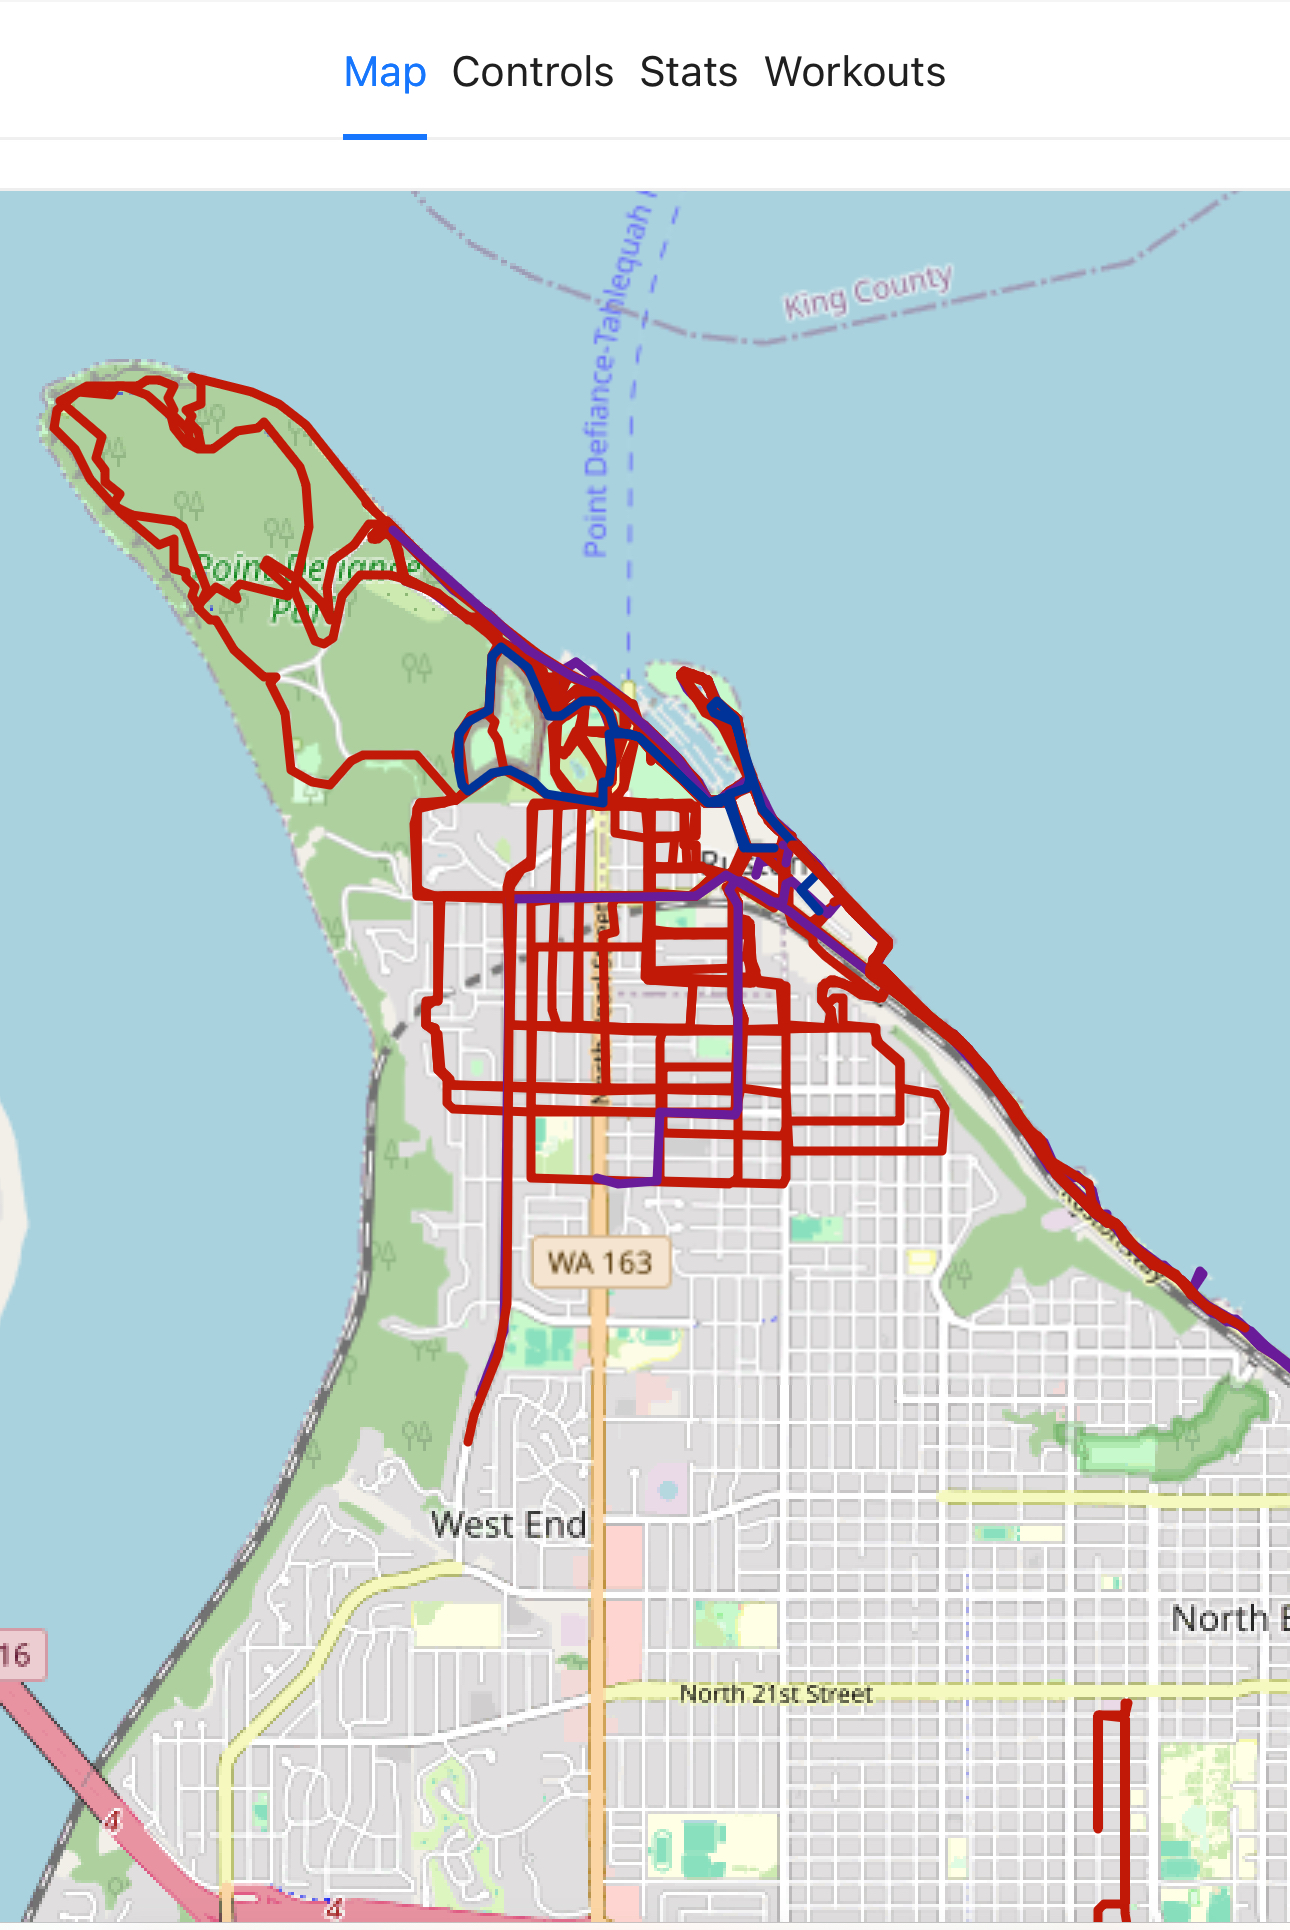 Map Controls Stats Workouts
Point Defiance-Tahlequah
King County
Point Defiance
Park
Ruston
WA 163
West End
North
16
North 21st Street
4
4